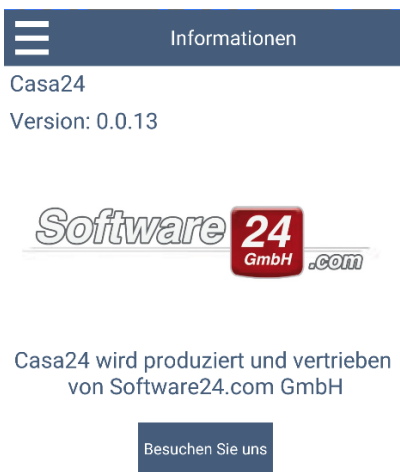 Informationen
Casa24
Version: 0.0.13
Software 24
GmbH .com
Casa24 wird produziert und vertrieben
von Software24.com GmbH
Besuchen Sie uns